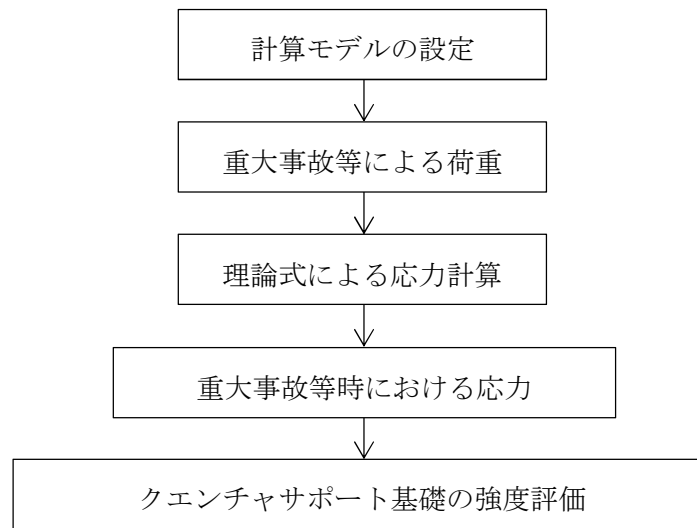 計算モデルの設定
重大事故等による荷重
理論式による応力計算
重大事故等時における応力
クエンチャサポート基礎の強度評価